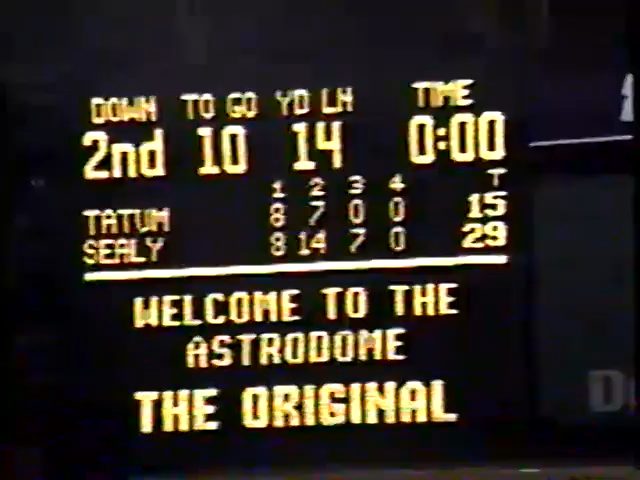 DOWN TO GO YD LN TIME
2nd 10 14 0:00
1 2 3 4 T
TATUM 8 7 0 0 15
SEALY 8 14 7 0 29
WELCOME TO THE
ASTRODOME
THE ORIGINAL